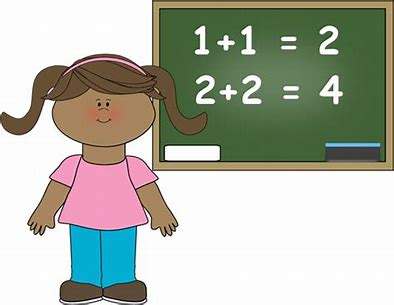 1+1 = 2
2+2 = 4